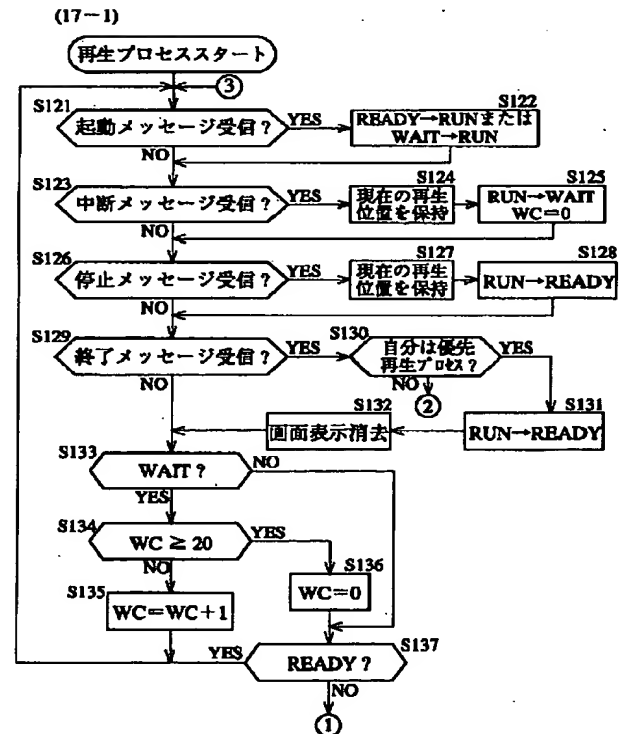 (17-1)
再生プロセススタート
③
S121
起動メッセージ受信?
YES
NO
S122
READY→RUNまたは
WAIT→RUN
S123
中断メッセージ受信?
YES
NO
S124
現在の再生
位置を保持
S125
RUN→WAIT
WC=0
S126
停止メッセージ受信?
YES
NO
S127
現在の再生
位置を保持
S128
RUN→READY
S129
終了メッセージ受信?
YES
NO
S130
自分は優先
再生プロセス?
YES
NO
②
S131
RUN→READY
S132
画面表示消去
S133
WAIT?
NO
YES
S134
WC≧20
YES
NO
S135
WC=WC+1
S136
WC=0
S137
READY?
YES
NO
①